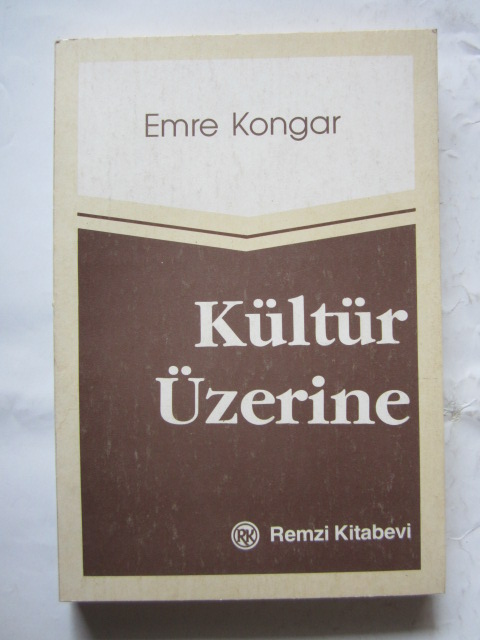 Emre Kongar
Kültür
Üzerine
RK Remzi Kitabevi